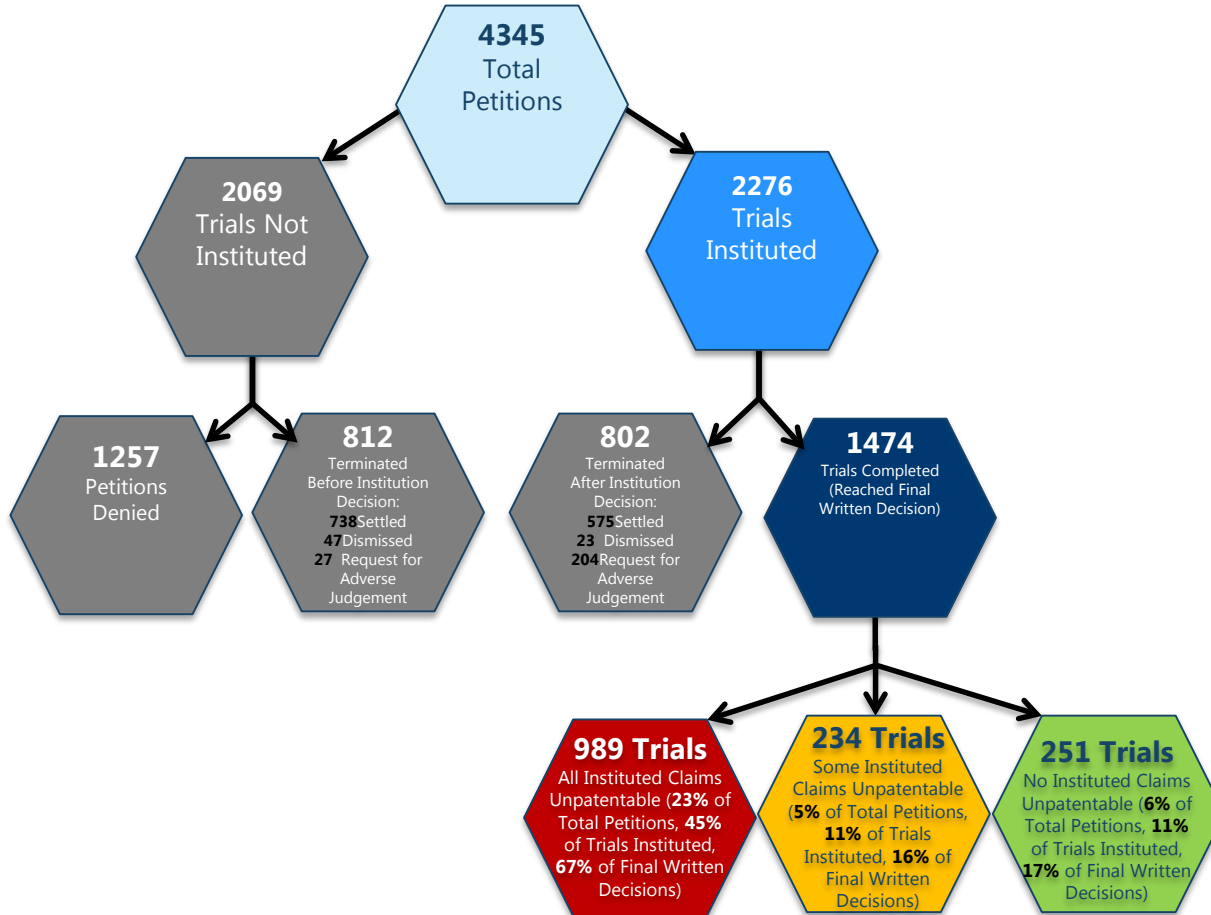 4345
Total
Petitions
2069
Trials Not
Instituted
2276
Trials
Instituted
1257
Petitions
Denied
812
Terminated
Before Institution
Decision:
738Settled
47Dismissed
27 Request for
Adverse
Judgement
802
Terminated
After Institution
Decision:
575Settled
23 Dismissed
204Request for
Adverse
Judgement
1474
Trials Completed
(Reached Final
Written Decision)
989 Trials
All Instituted Claims
Unpatentable (23% of
Total Petitions, 45%
of Trials Instituted,
67% of Final Written
Decisions)
234 Trials
Some Instituted
Claims Unpatentable
(5% of Total Petitions,
11% of Trials
Instituted, 16% of
Final Written
Decisions)
251 Trials
No Instituted Claims
Unpatentable (6% of
Total Petitions, 11%
of Trials Instituted,
17% of Final Written
Decisions)